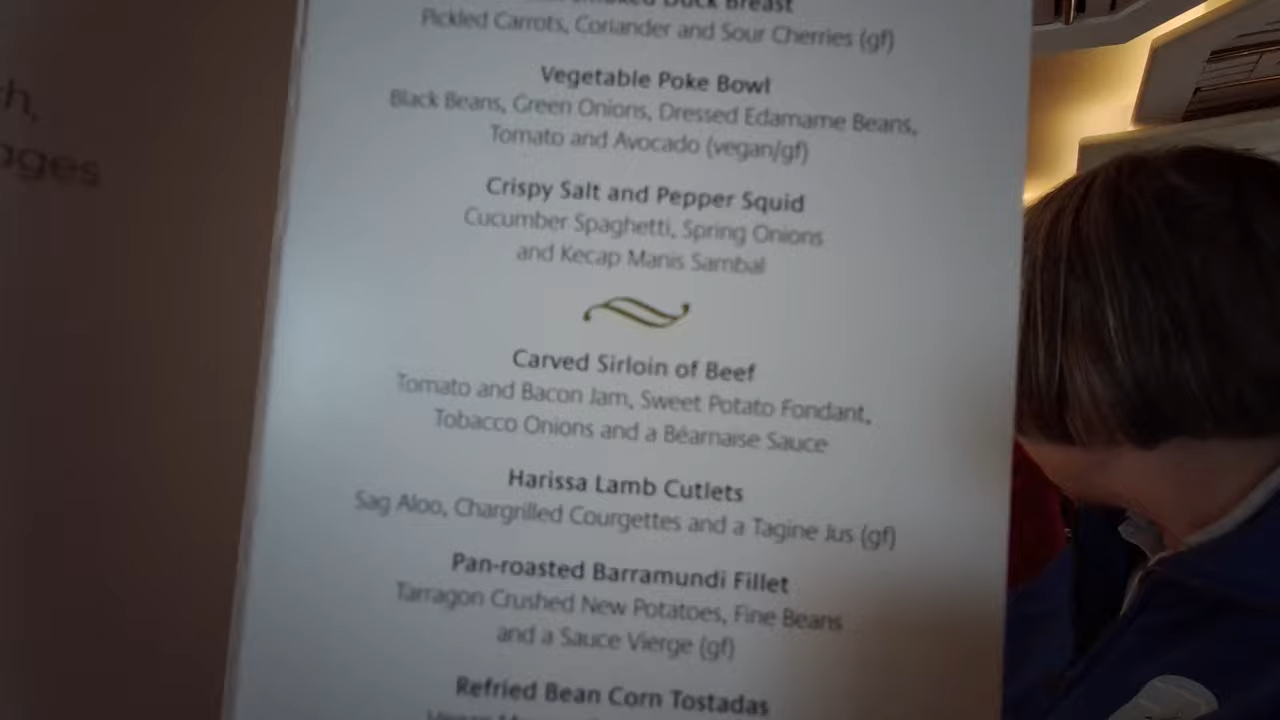 Duck Breast
Pickled Carrots, Coriander and Sour Cherries (gf)
Vegetable Poke Bowl
Black Beans, Green Onions, Dressed Edamame Beans,
Tomato and Avocado (vegan/gf)
Crispy Salt and Pepper Squid
Cucumber Spaghetti, Spring Onions
and Kecap Manis Sambal
Carved Sirloin of Beef
Tomato and Bacon Jam, Sweet Potato Fondant,
Tobacco Onions and a Béarnaise Sauce
Harissa Lamb Cutlets
Sag Aloo, Chargrilled Courgettes and a Tagine Jus (gf)
Pan-roasted Barramundi Fillet
Tarragon Crushed New Potatoes, Fine Beans
and a Sauce Vierge (gf)
Refried Bean Corn Tostadas